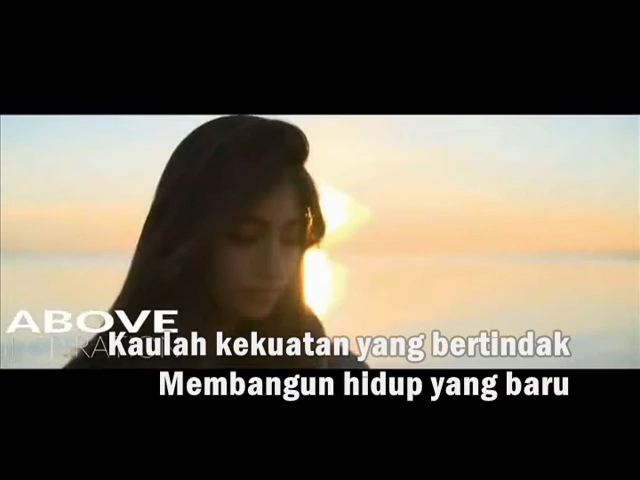 ABOVE
Kaulah kekuatan yang bertindak
Membangun hidup yang baru